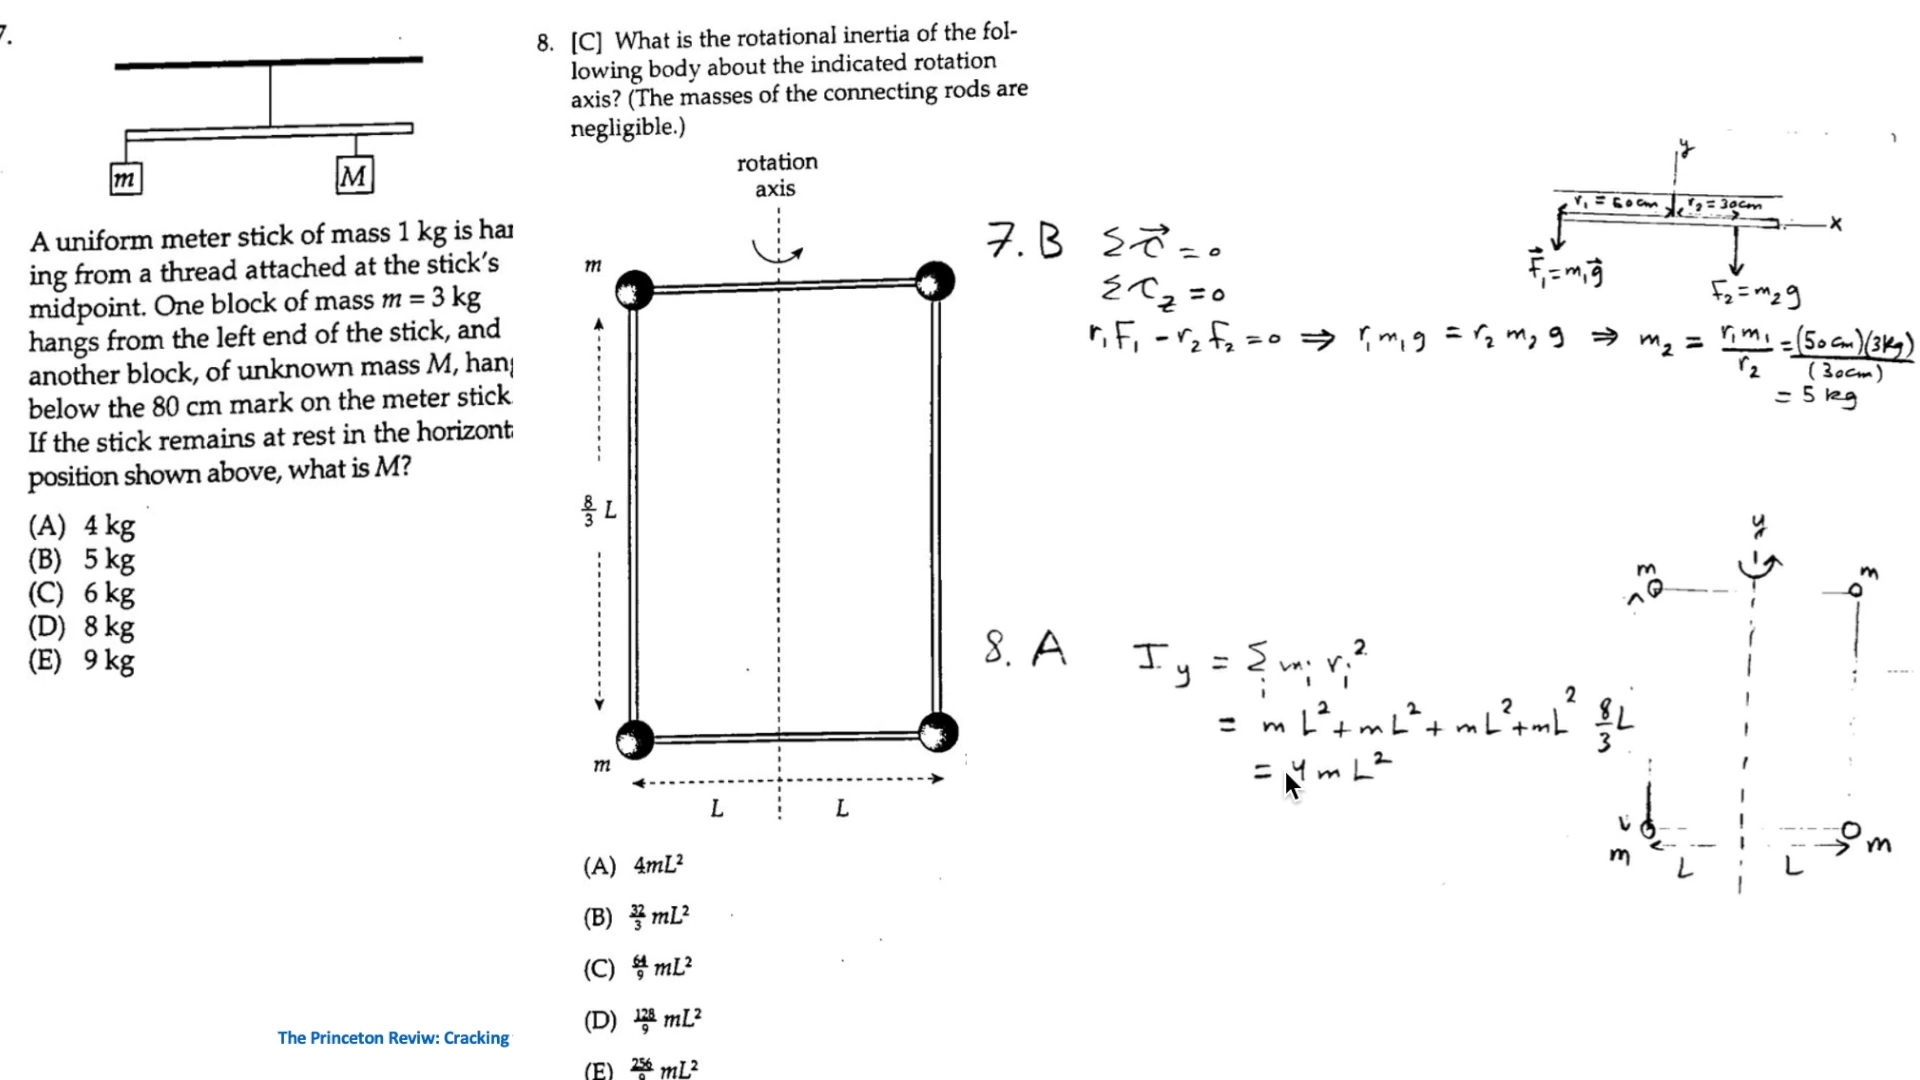 7.
m
M
A uniform meter stick of mass 1 kg is
ing from a thread attached at the stick's
midpoint. One block of mass m = 3 kg
hangs from the left end of the stick, and
another block, of unknown mass M,
below the 80 cm mark on the meter stick
If the stick remains at rest in the
position shown above, what is M?
(A) 4 kg
(B) 5 kg
(C) 6 kg
(D) 8 kg
(E) 9 kg
The Princeton Reviw: Cracking
8. [C] What is the rotational inertia of the fol-
lowing body about the indicated rotation
axis? (The masses of the connecting rods are
negligible.)
rotation
axis
m
8/3 L
m
L L
(A) 4mL²
(B) 32/3 mL²
(C) 64/9 mL²
(D) 128/9 mL²
(E) 256/9 mL²
7. B Στ⃗ = 0
Στz = 0
r₁F₁ − r₂F₂ = 0 ⇒ r₁m₁g = r₂m₂g ⇒ m₂ = r₁m₁/r₂ = (50cm)(3kg)/(30cm)
= 5 kg
y
r₂ = 30cm
x
F⃗₁ = m₁g⃗
F₂ = m₂g
8. A Iy = Σi mi ri²
= mL² + mL² + mL² + mL²
= 4mL²
y
m m
8/3 L
m m
L L